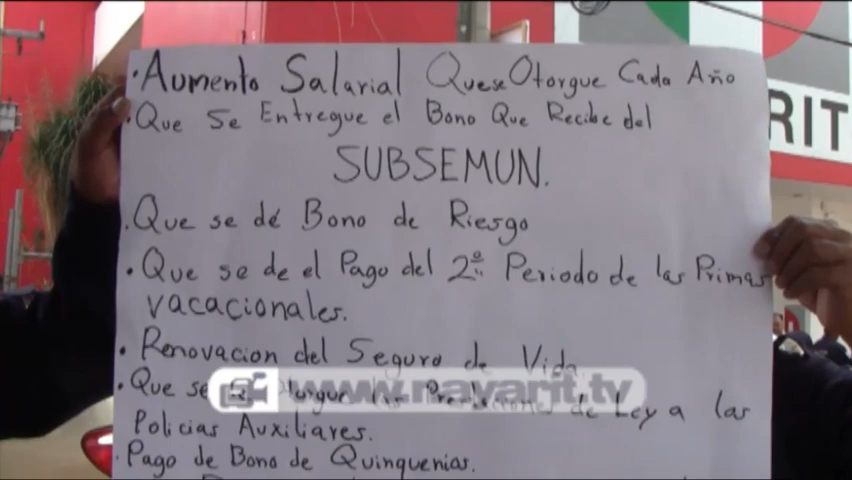 • Aumento Salarial Que se Otorgue Cada Año
• Que Se Entregue el Bono Que Recibe del
SUBSEMUN.
• Que se dé Bono de Riesgo
• Que se de el Pago del 2º Periodo de las Primas
vacacionales.
• Renovacion del Seguro de Vida
• Que se de Ley a las
Policias Auxiliares.
• Pago de Bono de Quinquenias.
RIT
www.nayarit.tv